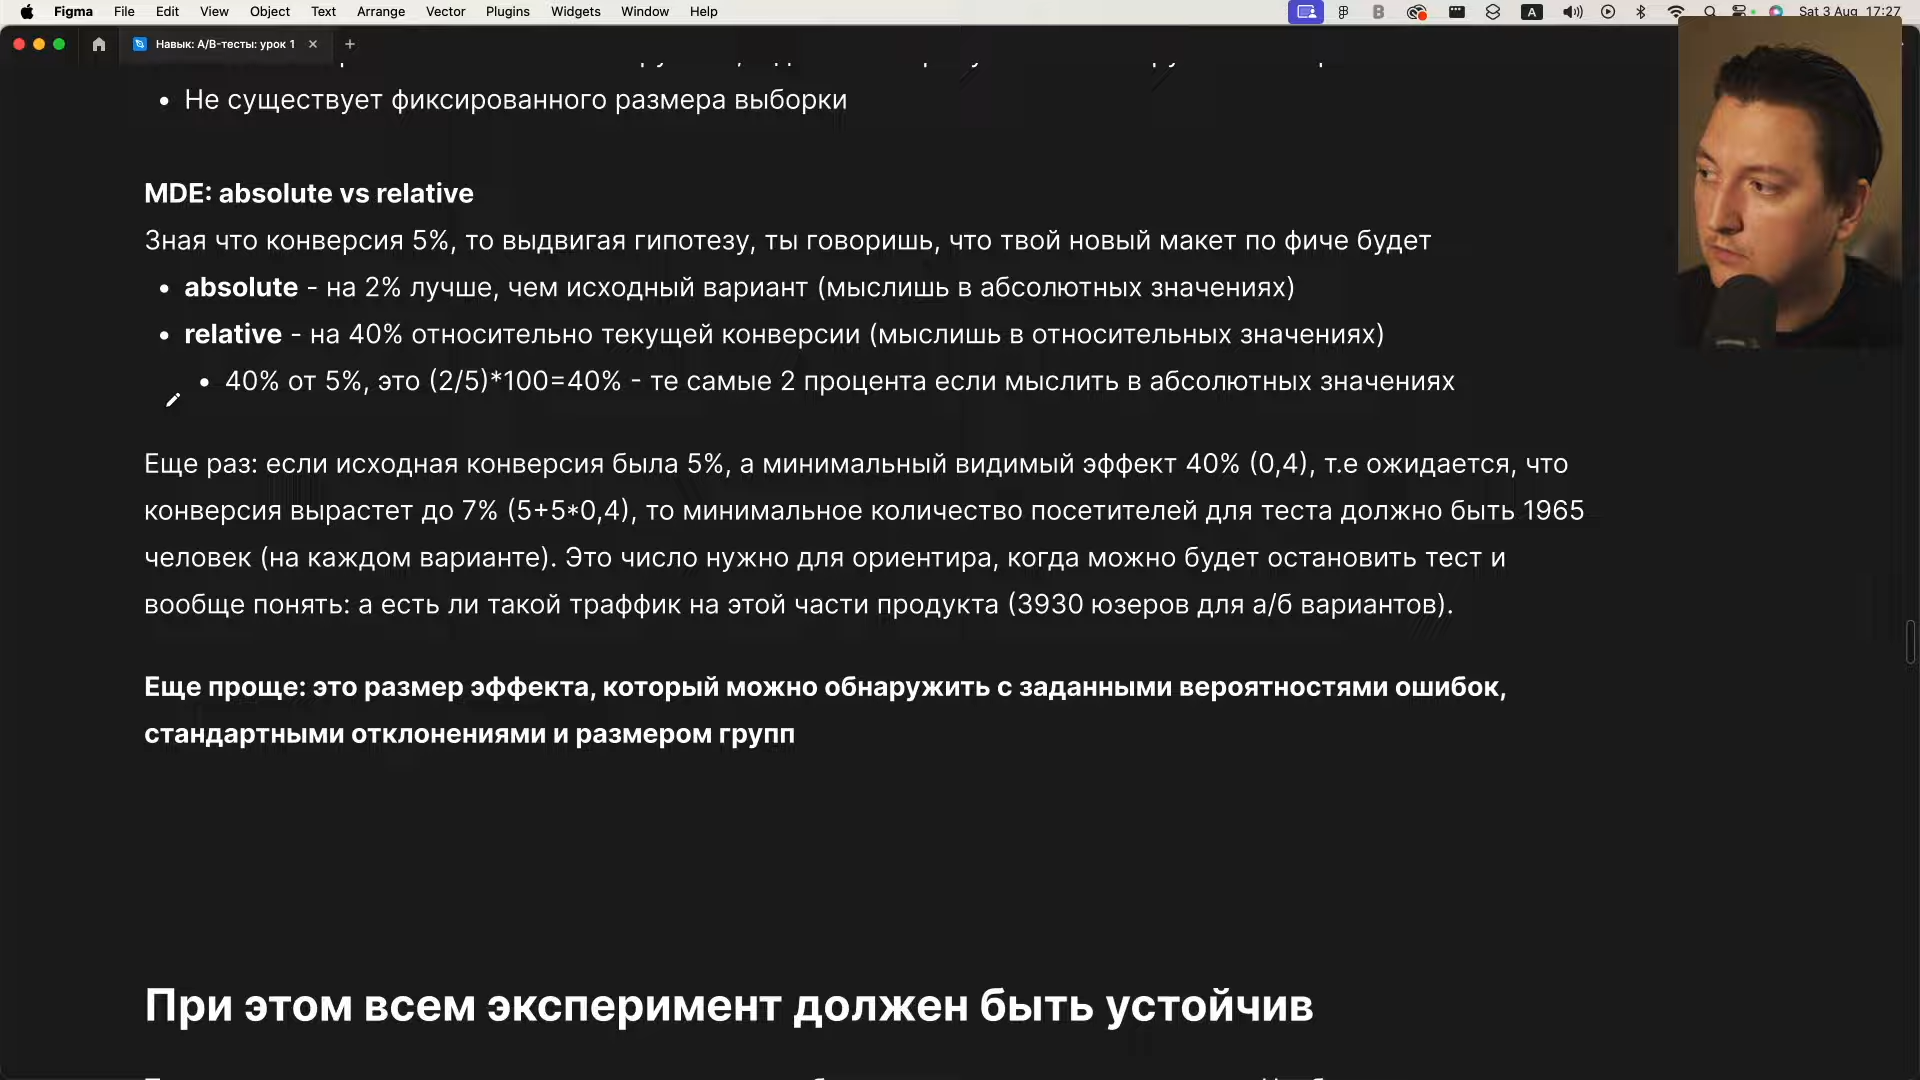 Figma File Edit View Object Text Arrange Vector Plugins Widgets Window Help A Sat 3 Aug 17:27
Навык: A/B-тесты: урок 1
Не существует фиксированного размера выборки
MDE: absolute vs relative
Зная что конверсия 5%, то выдвигая гипотезу, ты говоришь, что твой новый макет по фиче будет
absolute - на 2% лучше, чем исходный вариант (мыслишь в абсолютных значениях)
relative - на 40% относительно текущей конверсии (мыслишь в относительных значениях)
40% от 5%, это (2/5)*100=40% - те самые 2 процента если мыслить в абсолютных значениях
Еще раз: если исходная конверсия была 5%, а минимальный видимый эффект 40% (0,4), т.е ожидается, что
конверсия вырастет до 7% (5+5*0,4), то минимальное количество посетителей для теста должно быть 1965
человек (на каждом варианте). Это число нужно для ориентира, когда можно будет остановить тест и
вообще понять: а есть ли такой траффик на этой части продукта (3930 юзеров для а/б вариантов).
Еще проще: это размер эффекта, который можно обнаружить с заданными вероятностями ошибок,
стандартными отклонениями и размером групп
При этом всем эксперимент должен быть устойчив